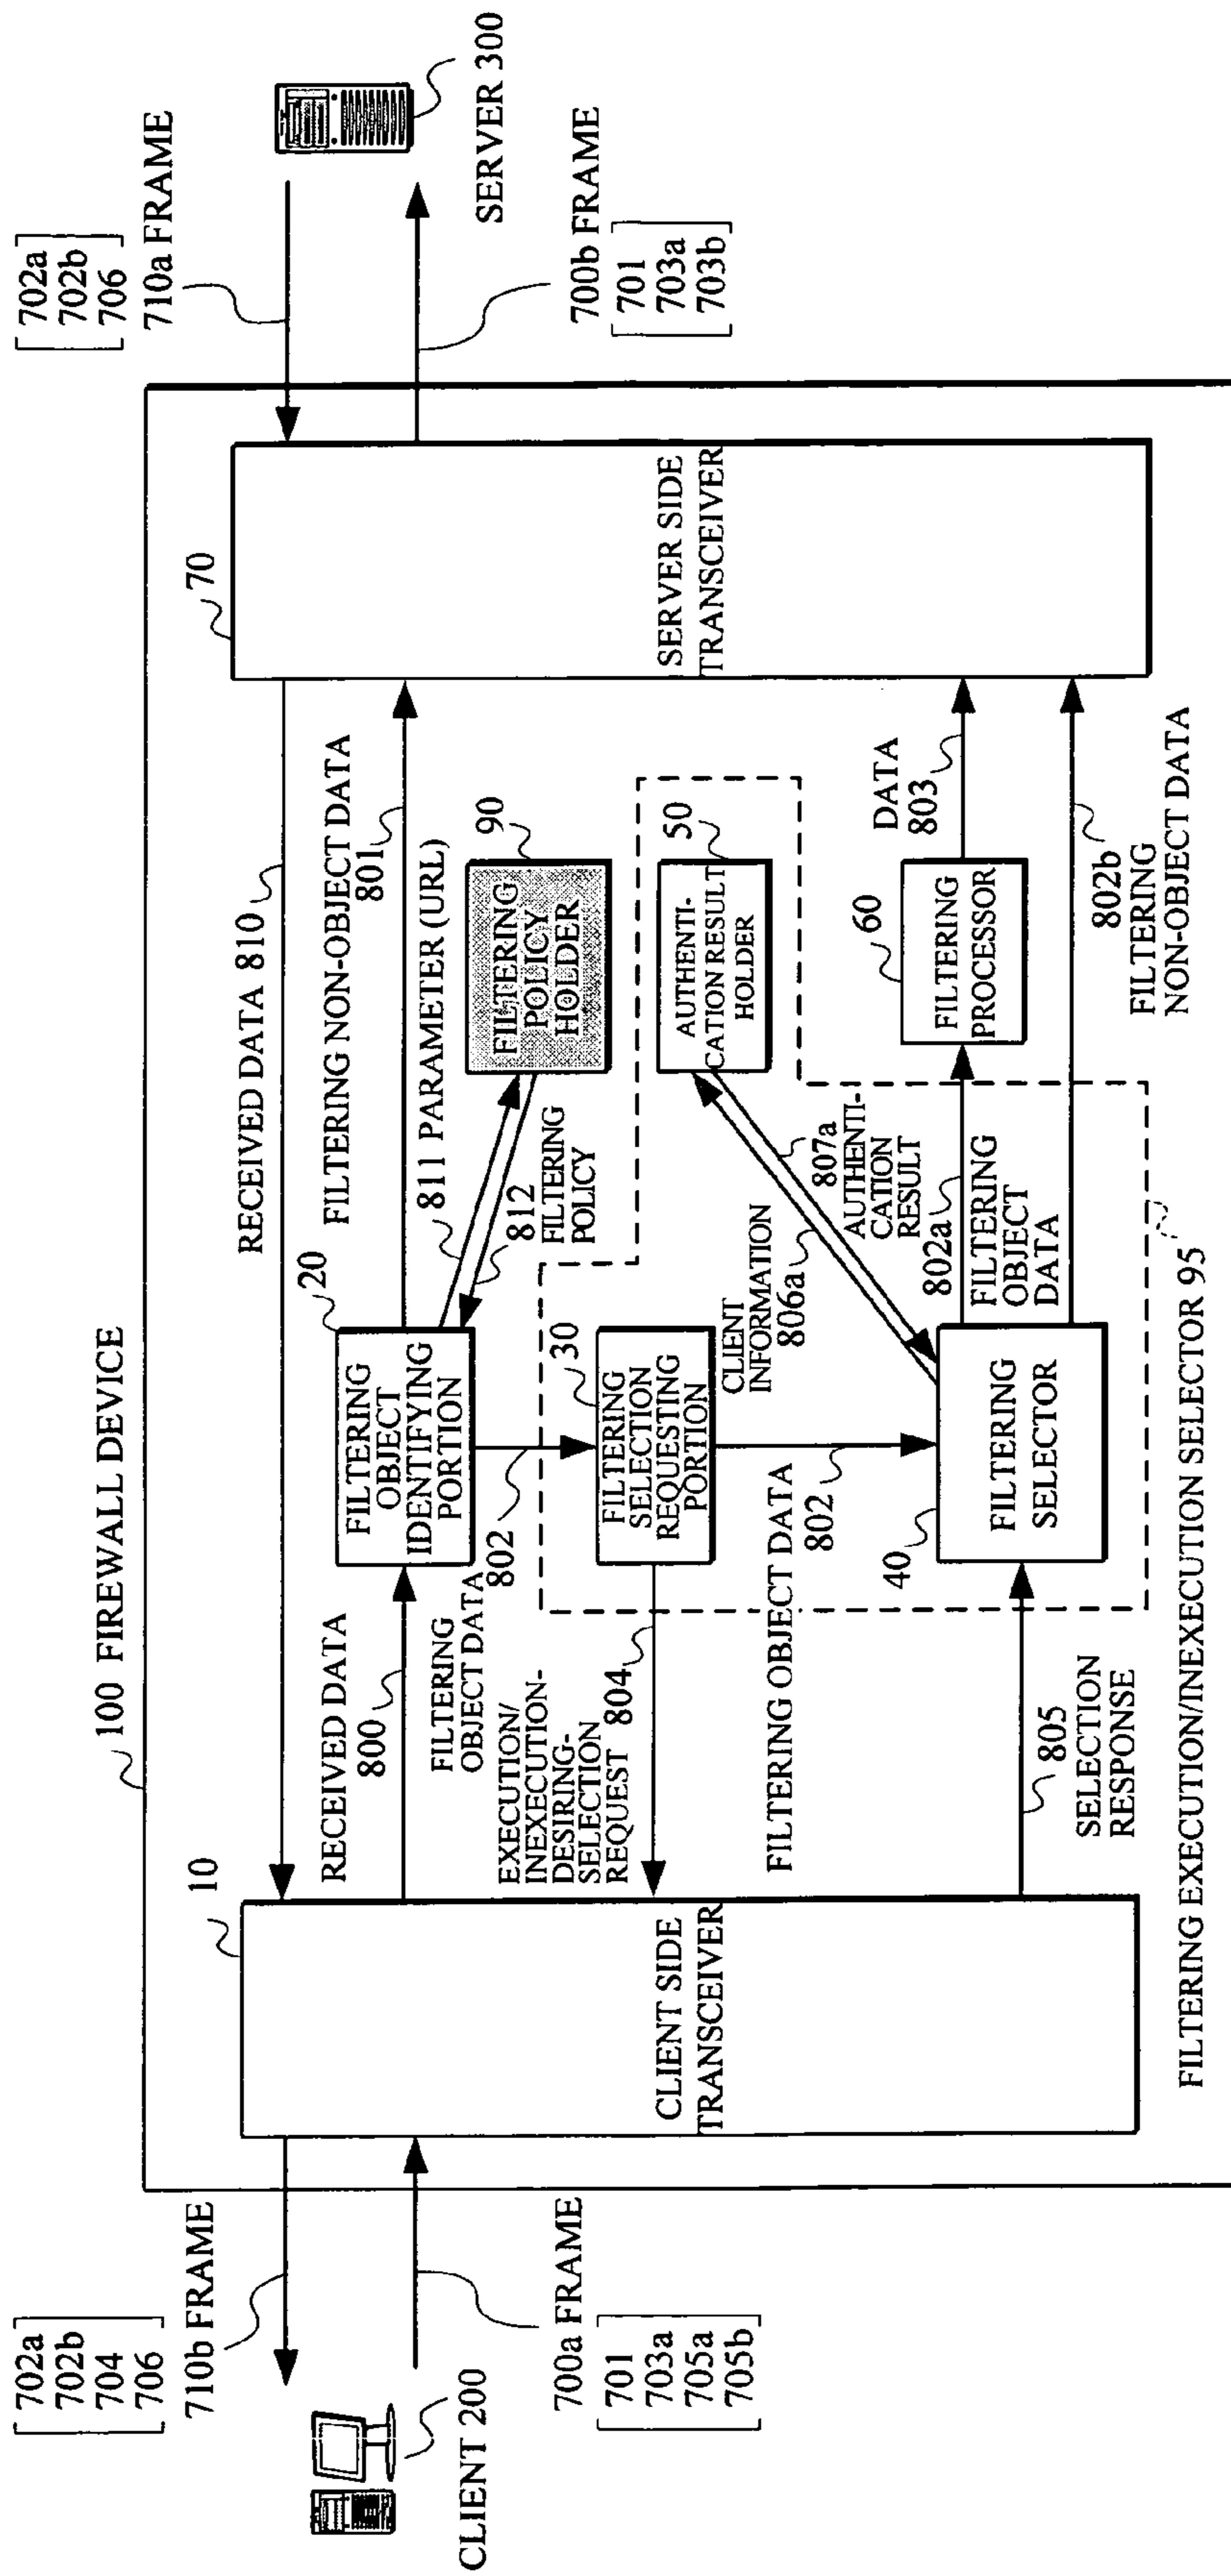 100 FIREWALL DEVICE
702a
702b
704
706
710b FRAME
CLIENT 200
700a FRAME
701
703a
705a
705b
10
CLIENT SIDE
TRANSCEIVER
RECEIVED DATA 810
RECEIVED DATA
800
20
FILTERING
OBJECT
IDENTIFYING
PORTION
FILTERING NON-OBJECT DATA
801
811 PARAMETER (URL)
812
FILTERING
POLICY
90
FILTERING
POLICY
HOLDER
FILTERING
OBJECT DATA
802
EXECUTION/
INEXECUTION-
DESIRING-
SELECTION
REQUEST
804
30
FILTERING
SELECTION
REQUESTING
PORTION
FILTERING OBJECT DATA
802
CLIENT
INFORMATION
806a
50
AUTHENTI-
CATION RESULT
HOLDER
807a
AUTHENTI-
CATION
RESULT
40
FILTERING
SELECTOR
805
SELECTION
RESPONSE
802a
FILTERING
OBJECT
DATA
60
FILTERING
PROCESSOR
DATA
803
802b
FILTERING
NON-OBJECT DATA
FILTERING EXECUTION/INEXECUTION SELECTOR 95
70
SERVER SIDE
TRANSCEIVER
702a
702b
706
710a FRAME
SERVER 300
700b FRAME
701
703a
703b